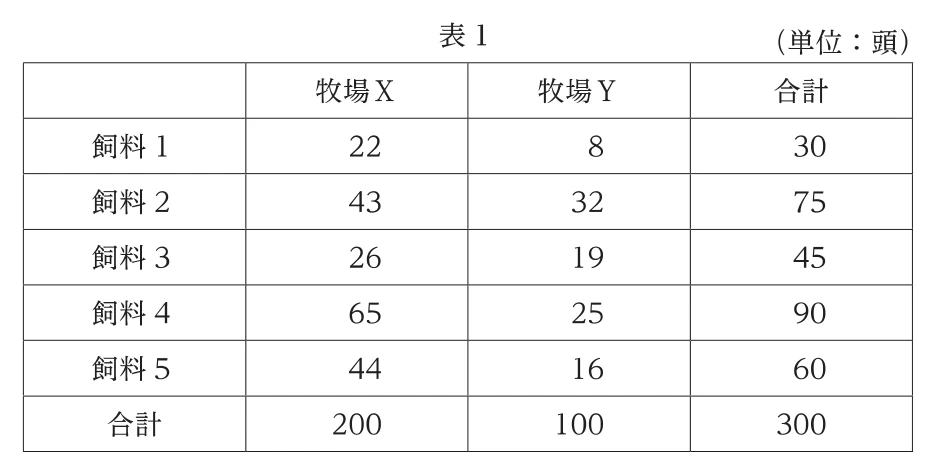 表1
(単位：頭)
牧場X 牧場Y 合計
飼料1 22 8 30
飼料2 43 32 75
飼料3 26 19 45
飼料4 65 25 90
飼料5 44 16 60
合計 200 100 300